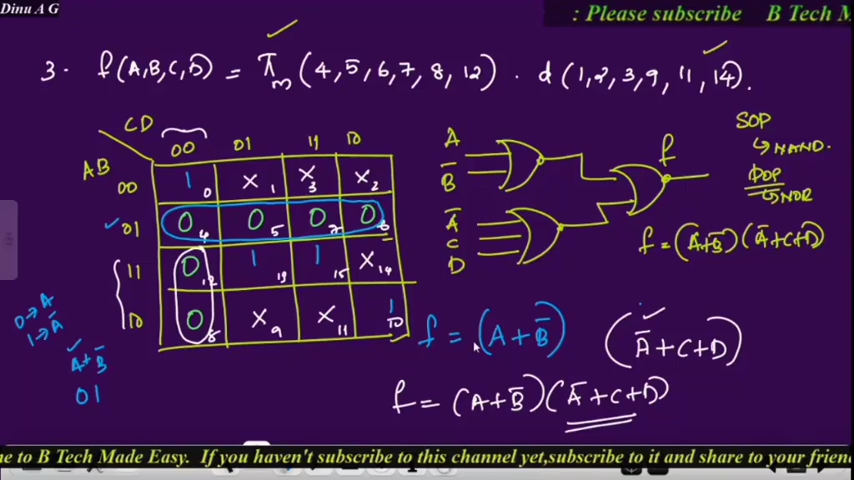 Dinu A G
: Please subscribe B Tech M
3. f(A,B,C,D) = πm (4,5,6,7,8,12) . d(1,2,3,9,11,14).
CD
AB
00 01 11 10
00 1 0 X 1 X 3 X 2
01 0 4 0 5 0 7 0 6
11 0 12 1 13 1 15 X 14
10 0 8 X 9 X 11 1 10
0→A
1→A̅
A+B̅
0 1
A
B̅
A̅
C
D
f
SOP
↳NAND.
POS
↳NOR
f=(A+B̅)(A̅+C+D)
f = (A+B̅) (A̅+C+D)
f = (A+B̅)(A̅+C+D)
me to B Tech Made Easy. If you haven't subscribe to this channel yet,subscribe to it and share to your frien